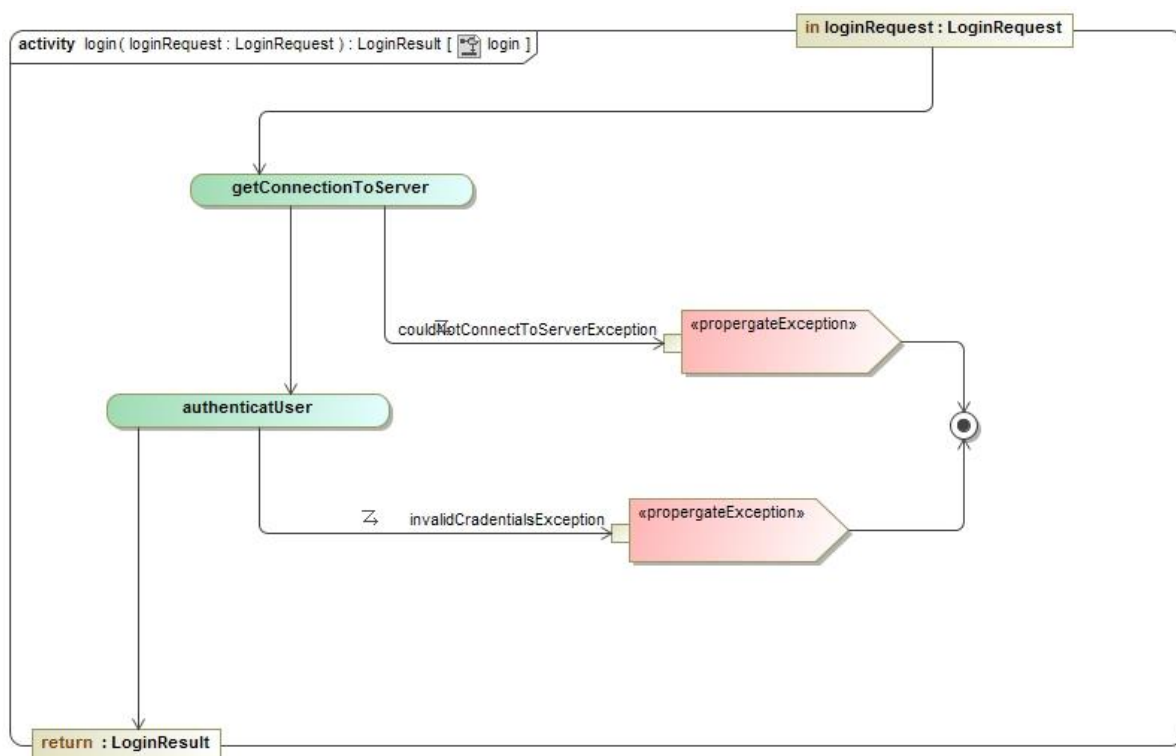 in loginRequest : LoginRequest
activity login ( loginRequest : LoginRequest ) : LoginResult [ login ]
getConnectionToServer
couldNotConnectToServerException
«propergateException»
authenticatUser
invalidCradentialsException
«propergateException»
return : LoginResult